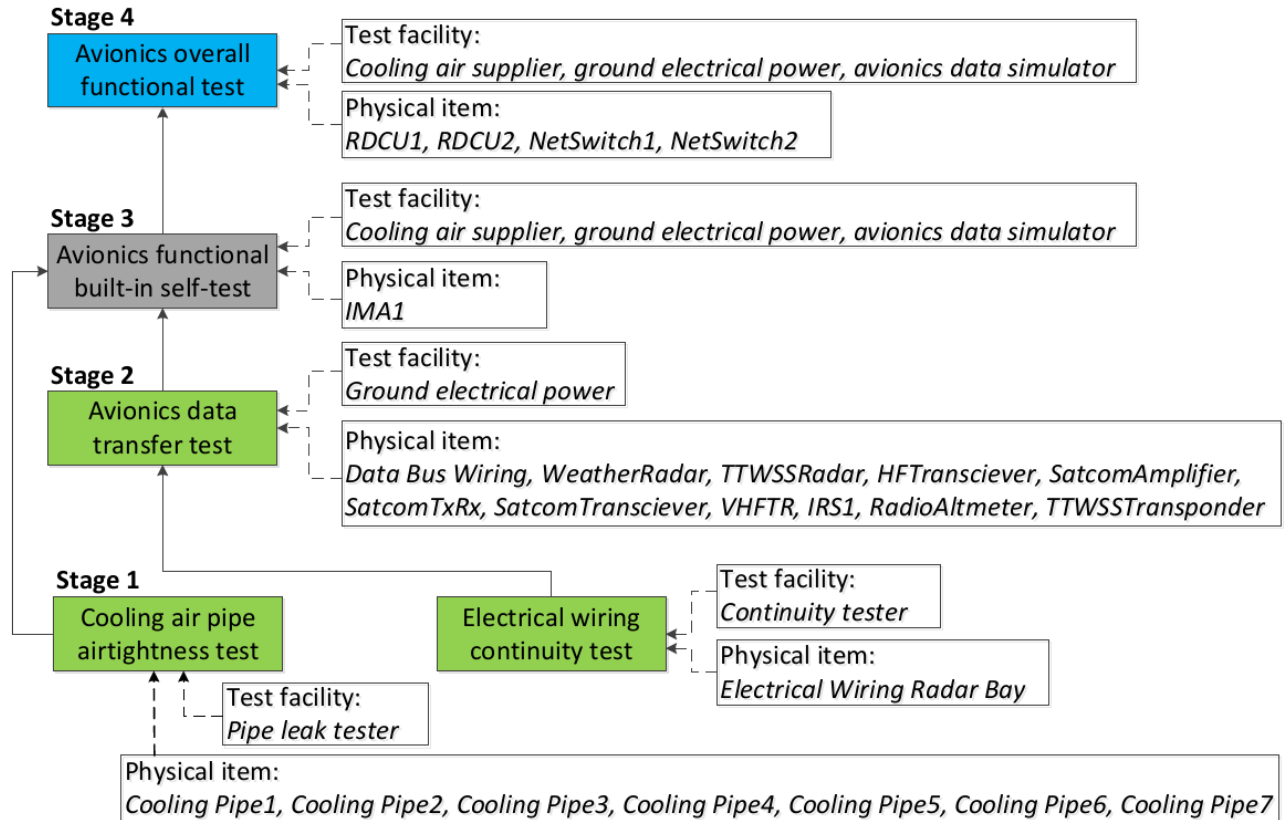 Stage 4
Avionics overall
functional test
Test facility:
Cooling air supplier, ground electrical power, avionics data simulator
Physical item:
RDCU1, RDCU2, NetSwitch1, NetSwitch2
Stage 3
Avionics functional
built-in self-test
Test facility:
Cooling air supplier, ground electrical power, avionics data simulator
Physical item:
IMA1
Stage 2
Avionics data
transfer test
Test facility:
Ground electrical power
Physical item:
Data Bus Wiring, WeatherRadar, TTWSSRadar, HFTransciever, SatcomAmplifier,
SatcomTxRx, SatcomTransciever, VHFTR, IRS1, RadioAltmeter, TTWSSTransponder
Stage 1
Cooling air pipe
airtightness test
Electrical wiring
continuity test
Test facility:
Continuity tester
Physical item:
Electrical Wiring Radar Bay
Test facility:
Pipe leak tester
Physical item:
Cooling Pipe1, Cooling Pipe2, Cooling Pipe3, Cooling Pipe4, Cooling Pipe5, Cooling Pipe6, Cooling Pipe7